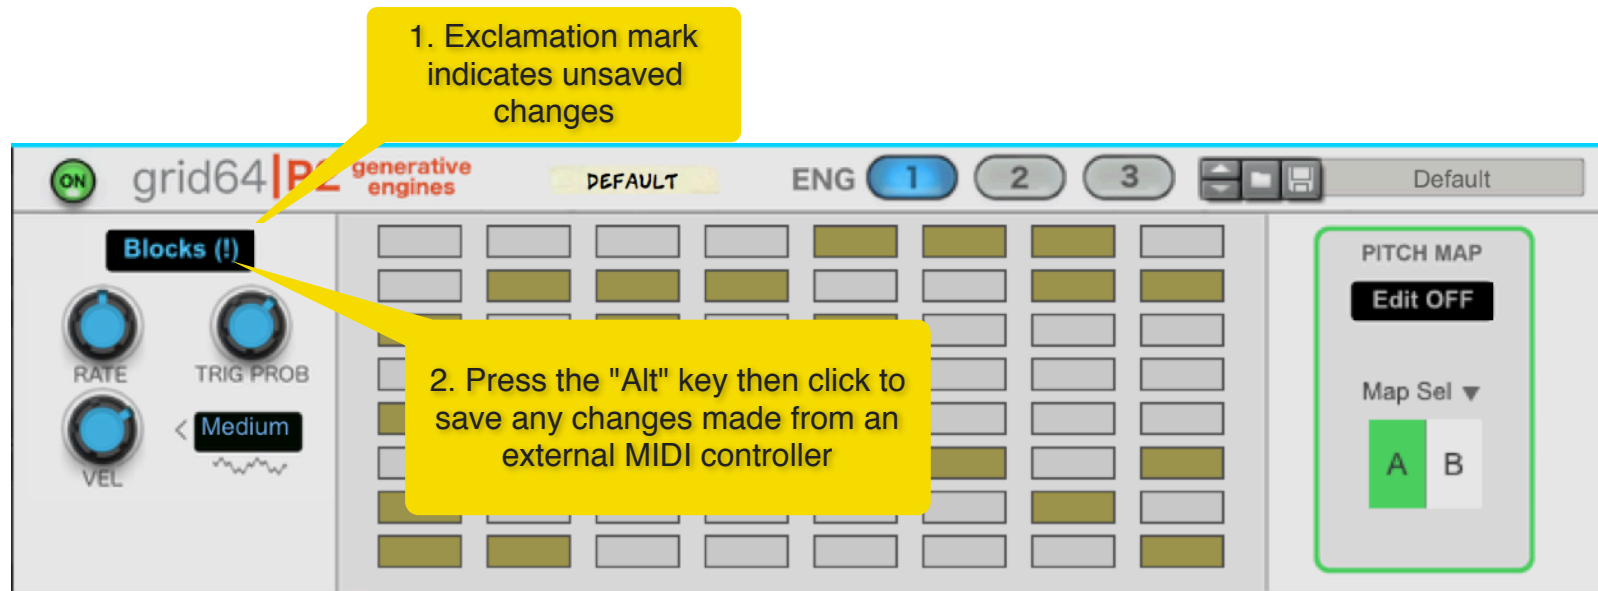 1. Exclamation mark
indicates unsaved
changes
ON
grid64|P2 generative
engines
DEFAULT
ENG 1 2 3
Default
Blocks (!)
RATE
TRIG PROB
VEL
< Medium
2. Press the "Alt" key then click to
save any changes made from an
external MIDI controller
PITCH MAP
Edit OFF
Map Sel ▼
A B